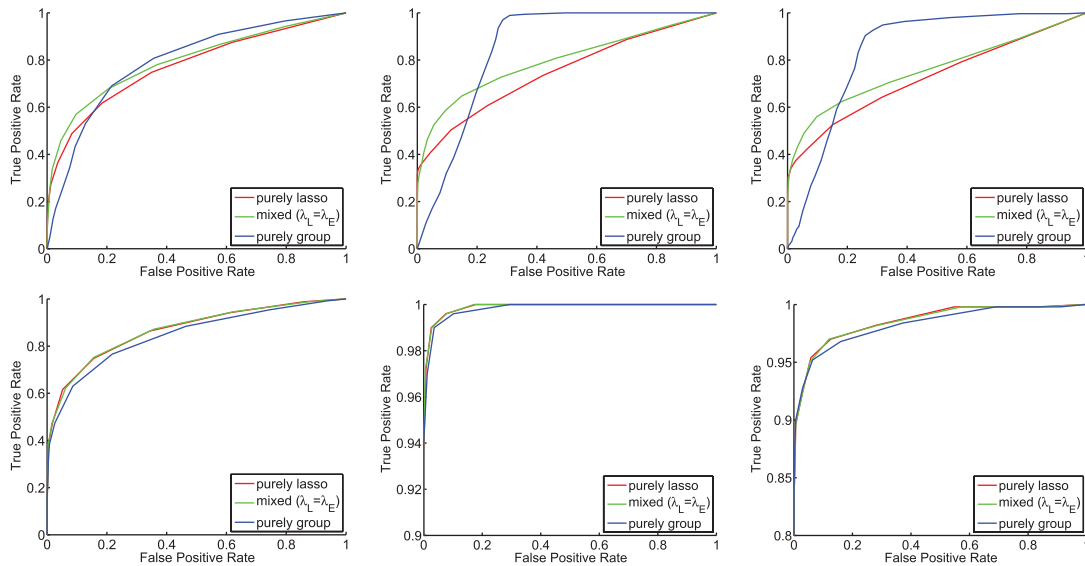 1
0.8
0.6
0.4
0.2
0
True Positive Rate
0 0.2 0.4 0.6 0.8 1
False Positive Rate
purely lasso
mixed (λL=λE)
purely group
1
0.8
0.6
0.4
0.2
0
True Positive Rate
0 0.2 0.4 0.6 0.8 1
False Positive Rate
purely lasso
mixed (λL=λE)
purely group
1
0.8
0.6
0.4
0.2
0
True Positive Rate
0 0.2 0.4 0.6 0.8 1
False Positive Rate
purely lasso
mixed (λL=λE)
purely group
1
0.8
0.6
0.4
0.2
0
True Positive Rate
0 0.2 0.4 0.6 0.8 1
False Positive Rate
purely lasso
mixed (λL=λE)
purely group
1
0.98
0.96
0.94
0.92
0.9
True Positive Rate
0 0.2 0.4 0.6 0.8 1
False Positive Rate
purely lasso
mixed (λL=λE)
purely group
1
0.95
0.9
0.85
0.8
True Positive Rate
0 0.2 0.4 0.6 0.8 1
False Positive Rate
purely lasso
mixed (λL=λE)
purely group